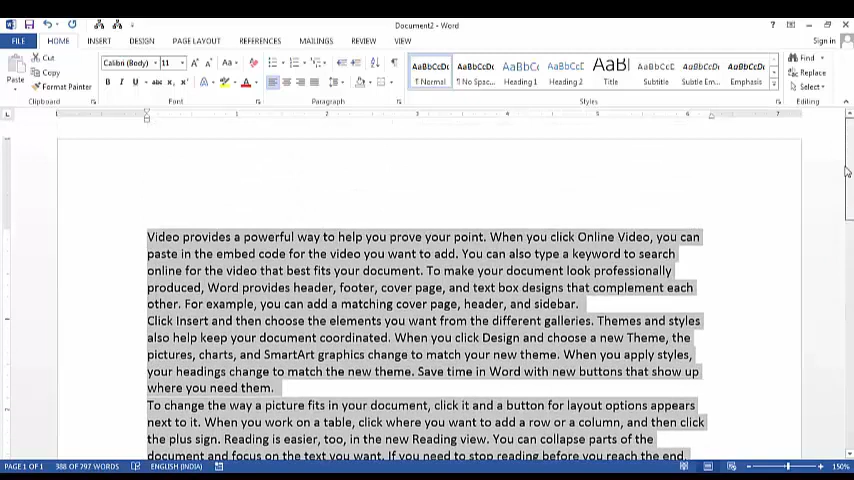 Document2 - Word
Sign in
FILE HOME INSERT DESIGN PAGE LAYOUT REFERENCES MAILINGS REVIEW VIEW
Cut
Copy
Format Painter
Paste
Clipboard
Calibri (Body) 11
Font
Paragraph
AaBbCcDc AaBbCcDc AaBbC AaBbCcC AaBl AaBbCcD AaBbCcDc AaBbCcDc
¶ Normal ¶ No Spac... Heading 1 Heading 2 Title Subtitle Subtle Em... Emphasis
Styles
Find
Replace
Select
Editing
1 2 3 4 5 6 7
Video provides a powerful way to help you prove your point. When you click Online Video, you can
paste in the embed code for the video you want to add. You can also type a keyword to search
online for the video that best fits your document. To make your document look professionally
produced, Word provides header, footer, cover page, and text box designs that complement each
other. For example, you can add a matching cover page, header, and sidebar.
Click Insert and then choose the elements you want from the different galleries. Themes and styles
also help keep your document coordinated. When you click Design and choose a new Theme, the
pictures, charts, and SmartArt graphics change to match your new theme. When you apply styles,
your headings change to match the new theme. Save time in Word with new buttons that show up
where you need them.
To change the way a picture fits in your document, click it and a button for layout options appears
next to it. When you work on a table, click where you want to add a row or a column, and then click
the plus sign. Reading is easier, too, in the new Reading view. You can collapse parts of the
document and focus on the text you want. If you need to stop reading before you reach the end,
PAGE 1 OF 1 388 OF 797 WORDS ENGLISH (INDIA) 150%